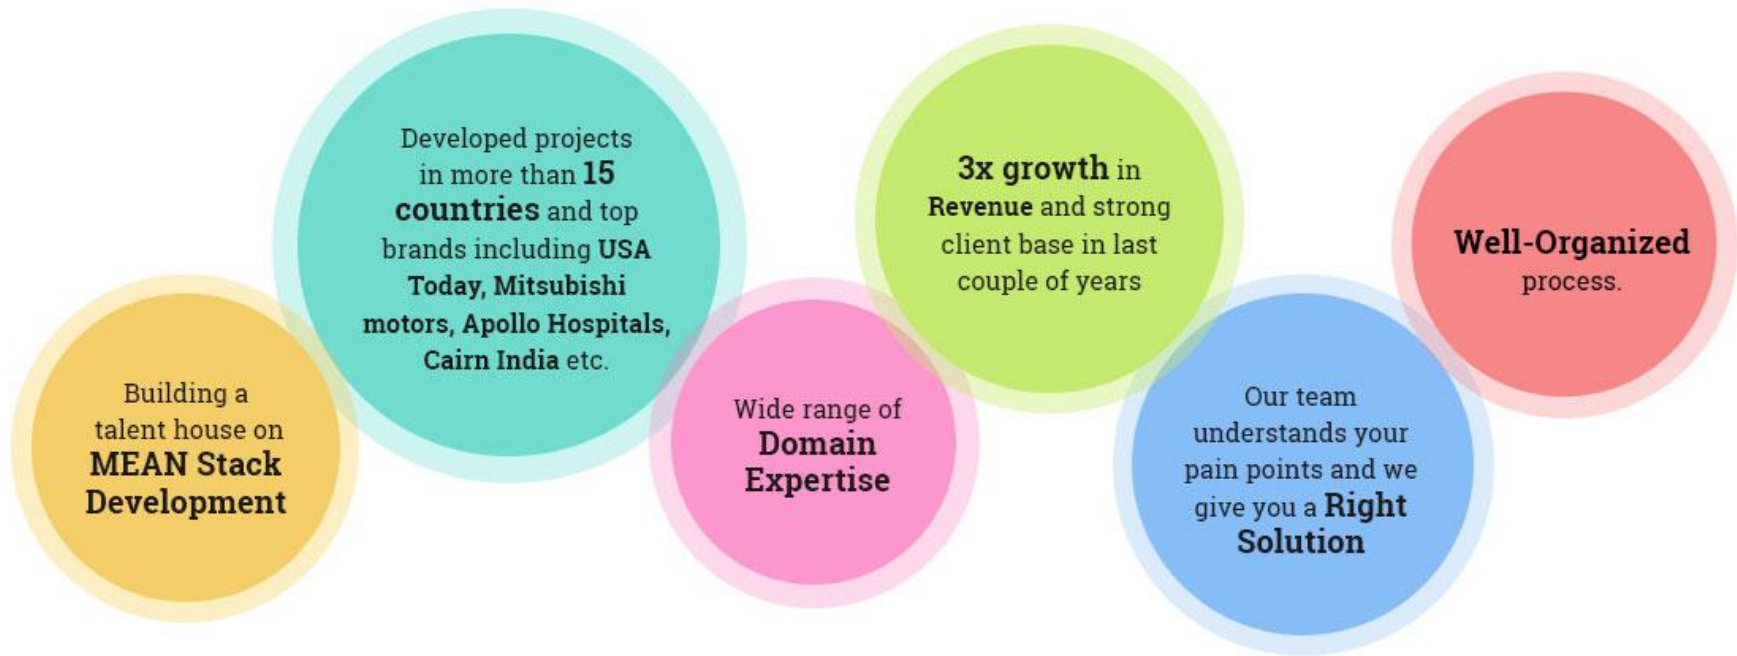 Building a
talent house on
MEAN Stack
Development
Developed projects
in more than 15
countries and top
brands including USA
Today, Mitsubishi
motors, Apollo Hospitals,
Cairn India etc.
Wide range of
Domain
Expertise
3x growth in
Revenue and strong
client base in last
couple of years
Our team
understands your
pain points and we
give you a Right
Solution
Well-Organized
process.